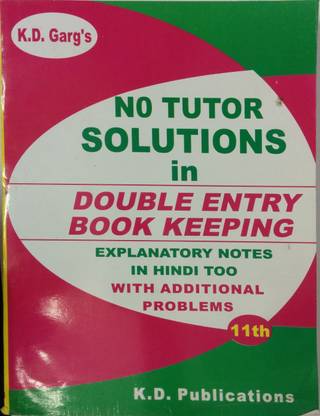 K.D. Garg's
N0 TUTOR
SOLUTIONS
in
DOUBLE ENTRY
BOOK KEEPING
EXPLANATORY NOTES
IN HINDI TOO
WITH ADDITIONAL
PROBLEMS
11th
K.D. Publications